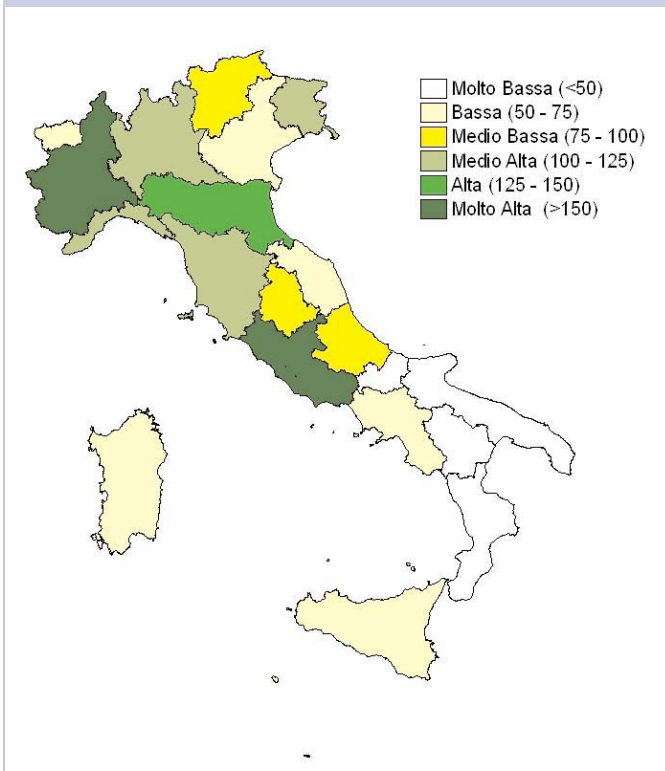 Molto Bassa (<50)
Bassa (50 - 75)
Medio Bassa (75 - 100)
Medio Alta (100 - 125)
Alta (125 - 150)
Molto Alta (>150)